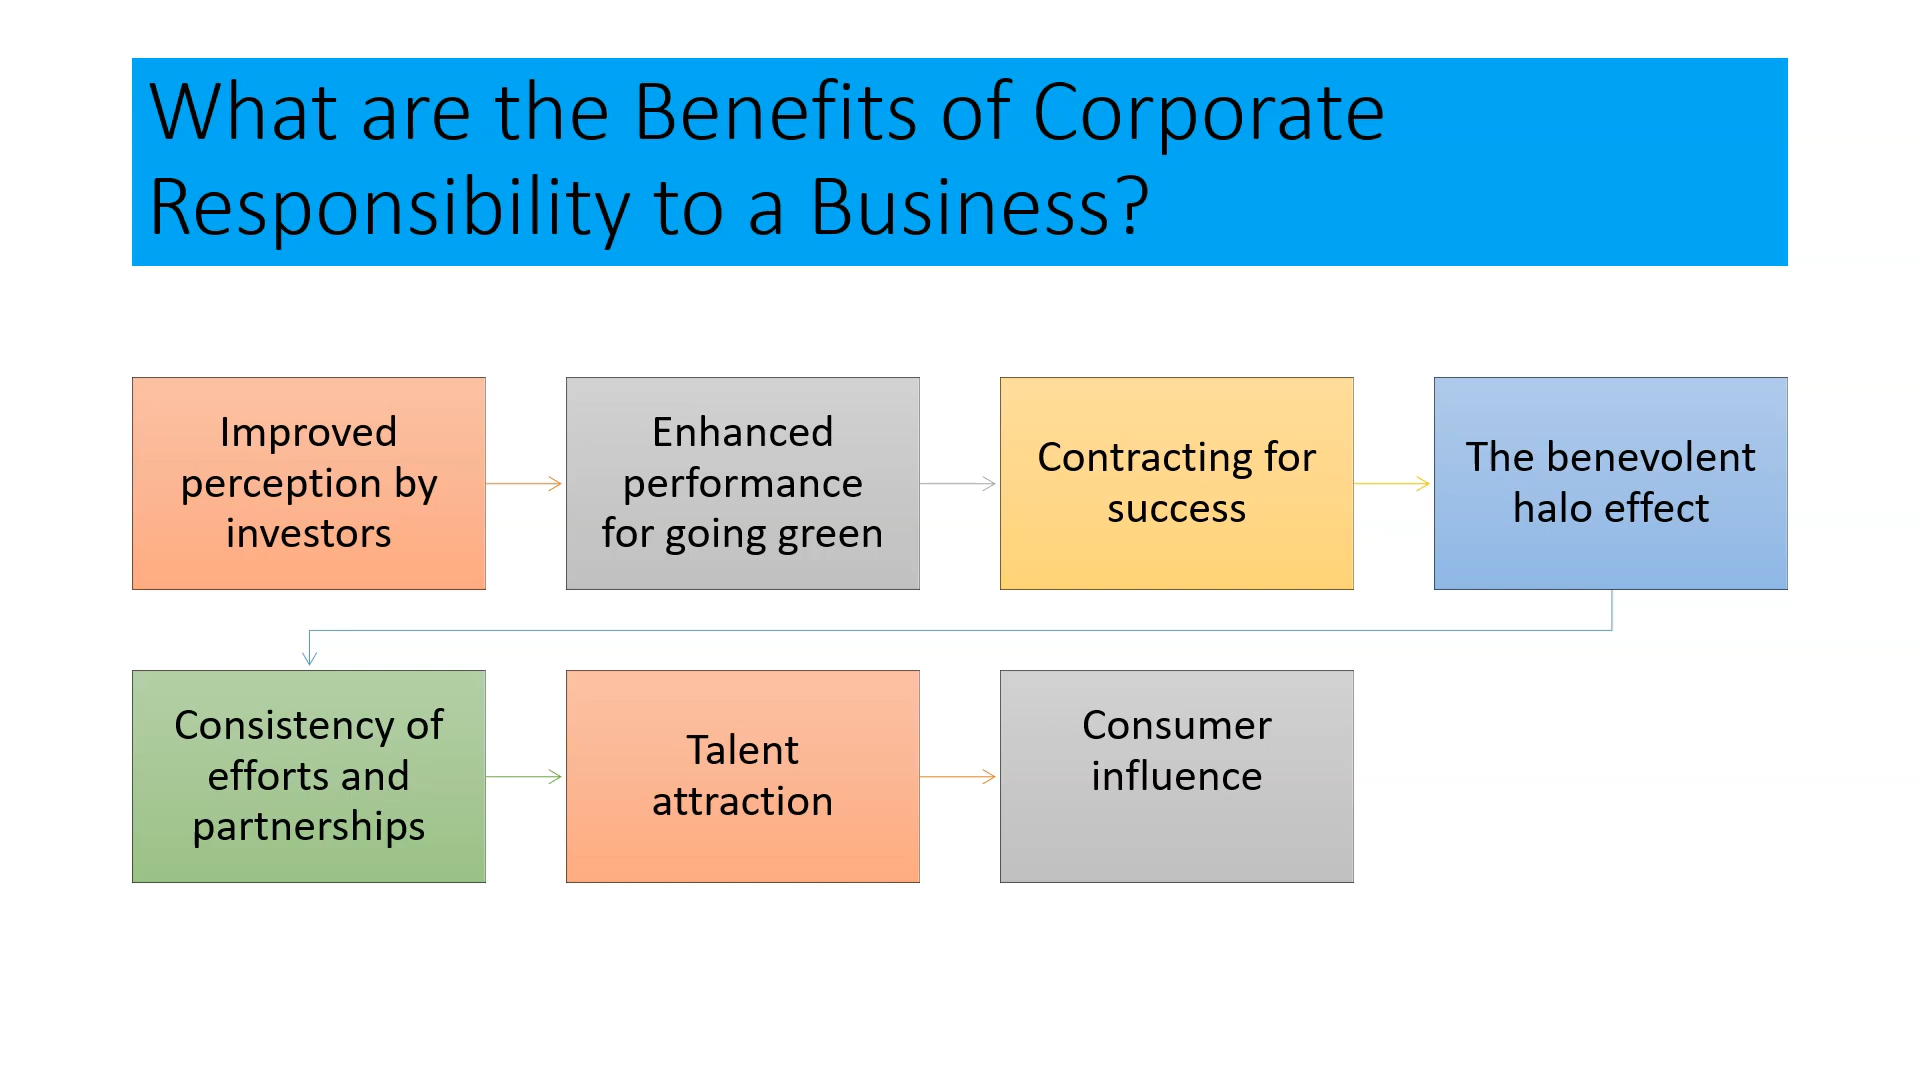 What are the Benefits of Corporate
Responsibility to a Business?
Improved
perception by
investors
Enhanced
performance
for going green
Contracting for
success
The benevolent
halo effect
Consistency of
efforts and
partnerships
Talent
attraction
Consumer
influence